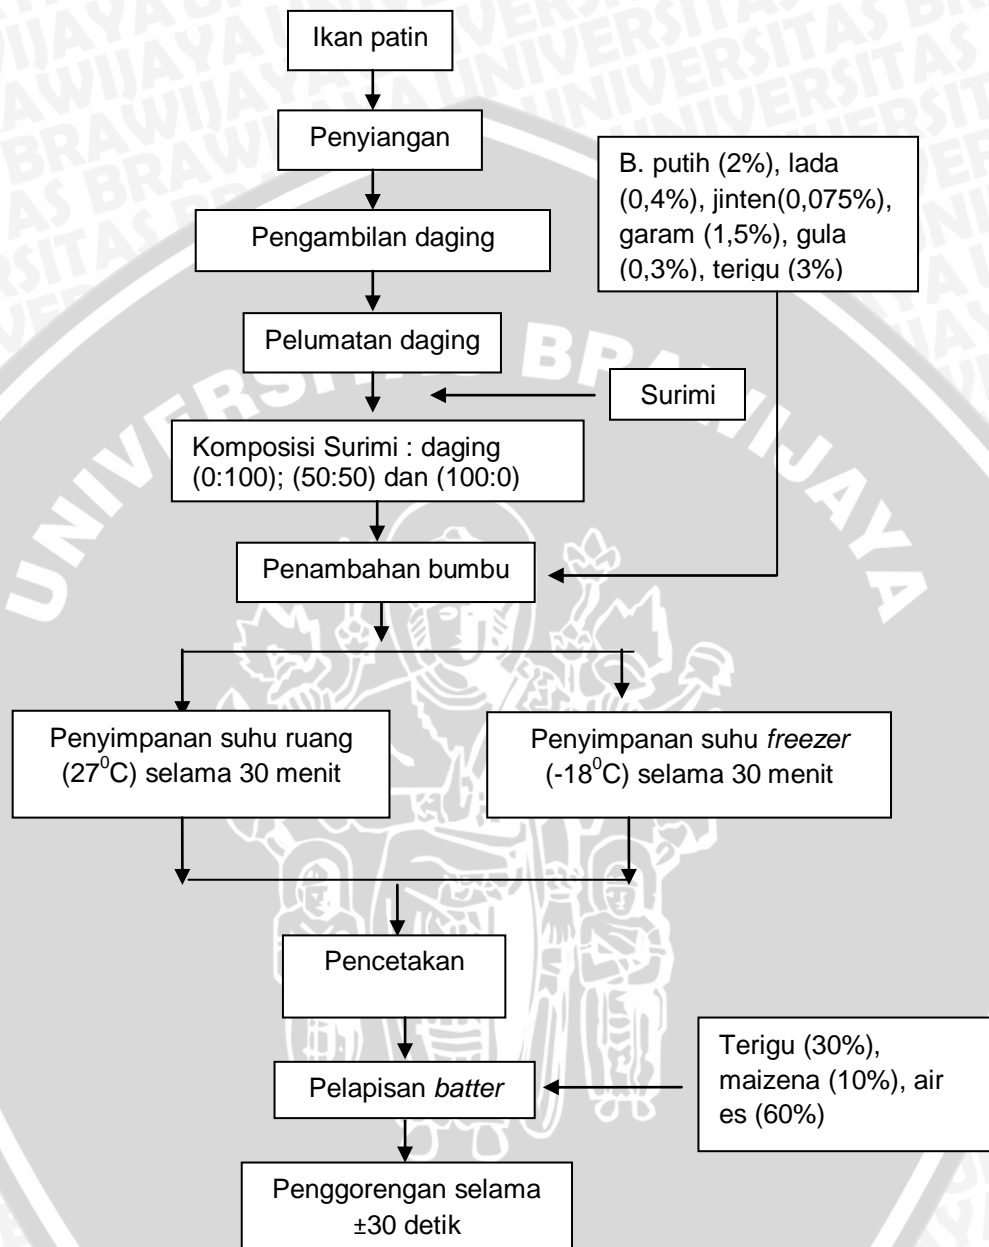 Ikan patin
Penyiangan
B. putih (2%), lada
(0,4%), jinten(0,075%),
garam (1,5%), gula
(0,3%), terigu (3%)
Pengambilan daging
Pelumatan daging
Surimi
Komposisi Surimi : daging
(0:100); (50:50) dan (100:0)
Penambahan bumbu
Penyimpanan suhu ruang
(27⁰C) selama 30 menit
Penyimpanan suhu freezer
(-18⁰C) selama 30 menit
Pencetakan
Pelapisan batter
Terigu (30%),
maizena (10%), air
es (60%)
Penggorengan selama
±30 detik
UNIVERSITAS BRAWIJAYA